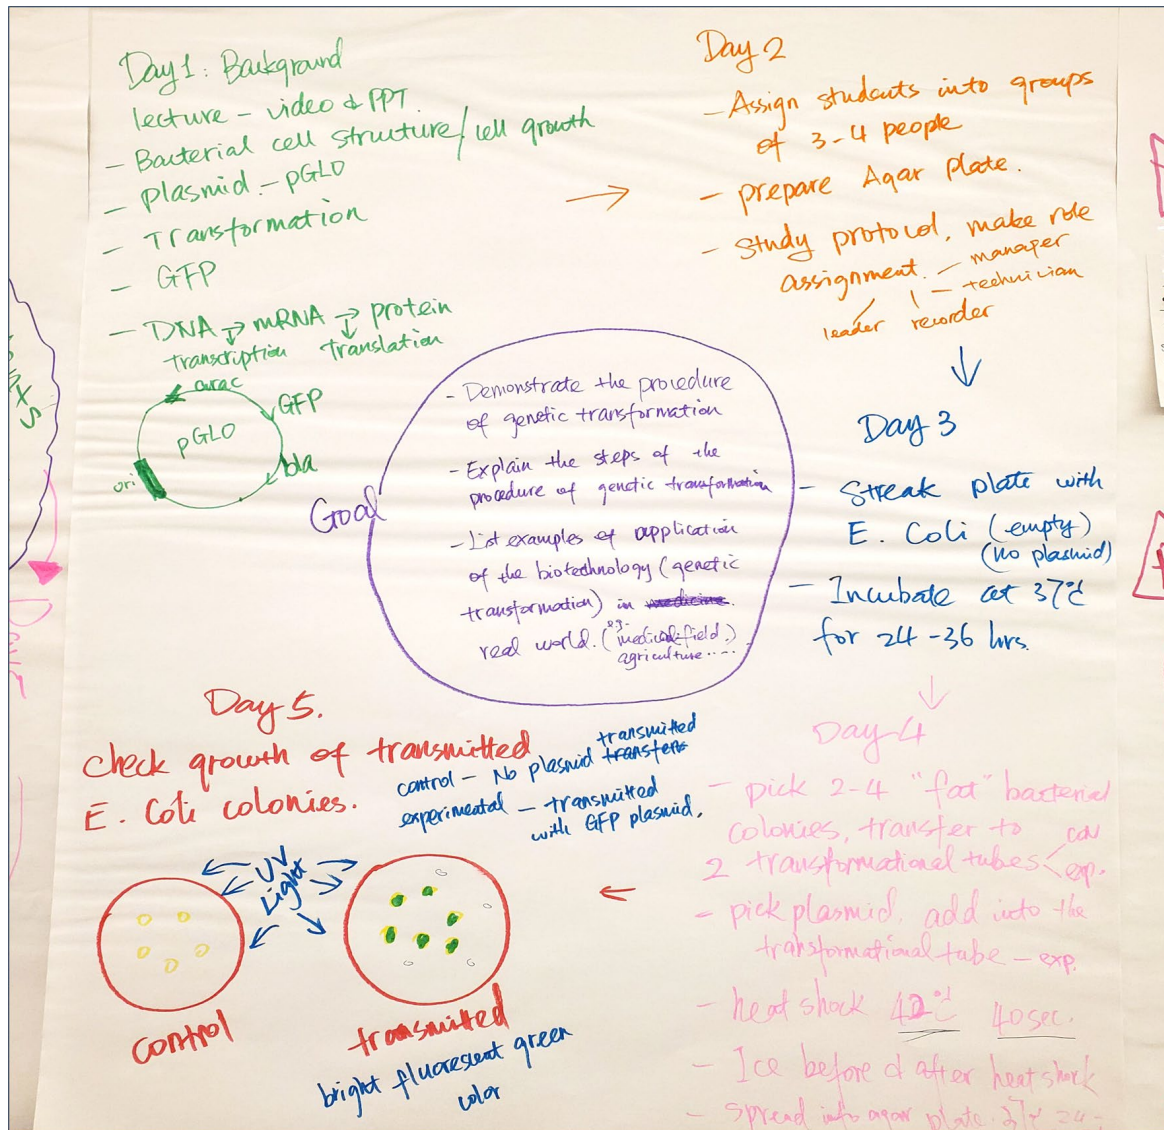 Day 1: Background
lecture - video & PPT.
- Bacterial cell structure / cell growth
- Plasmid - pGLO
- Transformation
- GFP
- DNA → mRNA → protein
transcription translation
arac
GFP
pGLO
bla
ori
Day 2
- Assign students into groups
of 3-4 people
- prepare Agar Plate.
- Study protocol, make role
assignment. - manager
- technician
leader recorder
Goal
- Demonstrate the procedure
of genetic transformation
- Explain the steps of the
procedure of genetic transformation
- List examples of application
of the biotechnology (genetic
transformation) in medicine.
real world. (eg. medical field.)
agriculture.....
Day 3
- Streak plate with
E. Coli (empty)
(no plasmid)
- Incubate at 37℃
for 24-36 hrs.
Day 4
- pick 2-4 "fat" bacterial
colonies, transfer to
2 transformational tubes < con
exp.
- pick plasmid, add into the
transformational tube - exp.
- heat shock 42℃ 40 sec.
- Ice before & after heat shock
- spread into agar plate. 37℃ 24-
Day 5.
check growth of transmitted
E. Coli colonies.
transmitted
control - No plasmid
experimental - transmitted
with GFP plasmid.
UV
Light
control
transmitted
bright fluorescent green
color